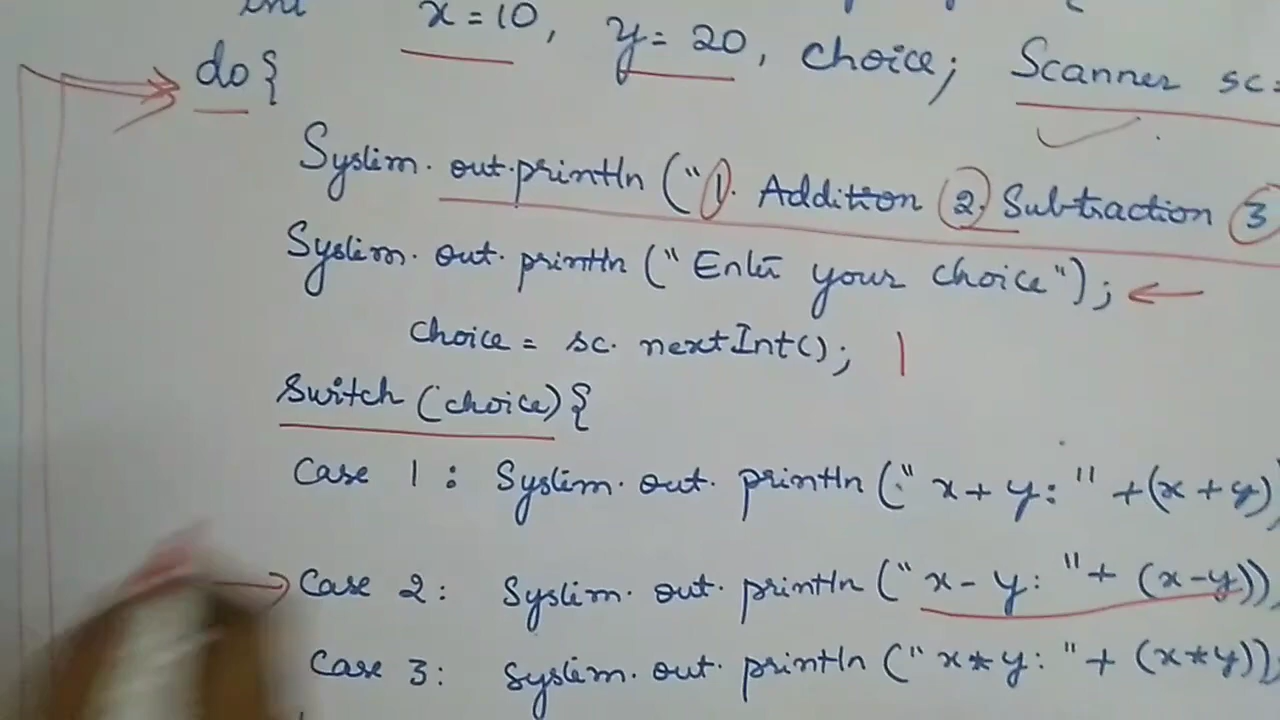 int x = 10, y = 20, choice; Scanner sc =
do {
System.out.println ("1. Addition 2. Subtraction 3
System.out.println ("Enter your choice");
choice = sc.nextInt();
switch (choice) {
Case 1 : System.out.println ("x + y : " + (x + y)
Case 2 : System.out.println ("x - y : " + (x - y))
Case 3 : System.out.println ("x * y : " + (x * y));